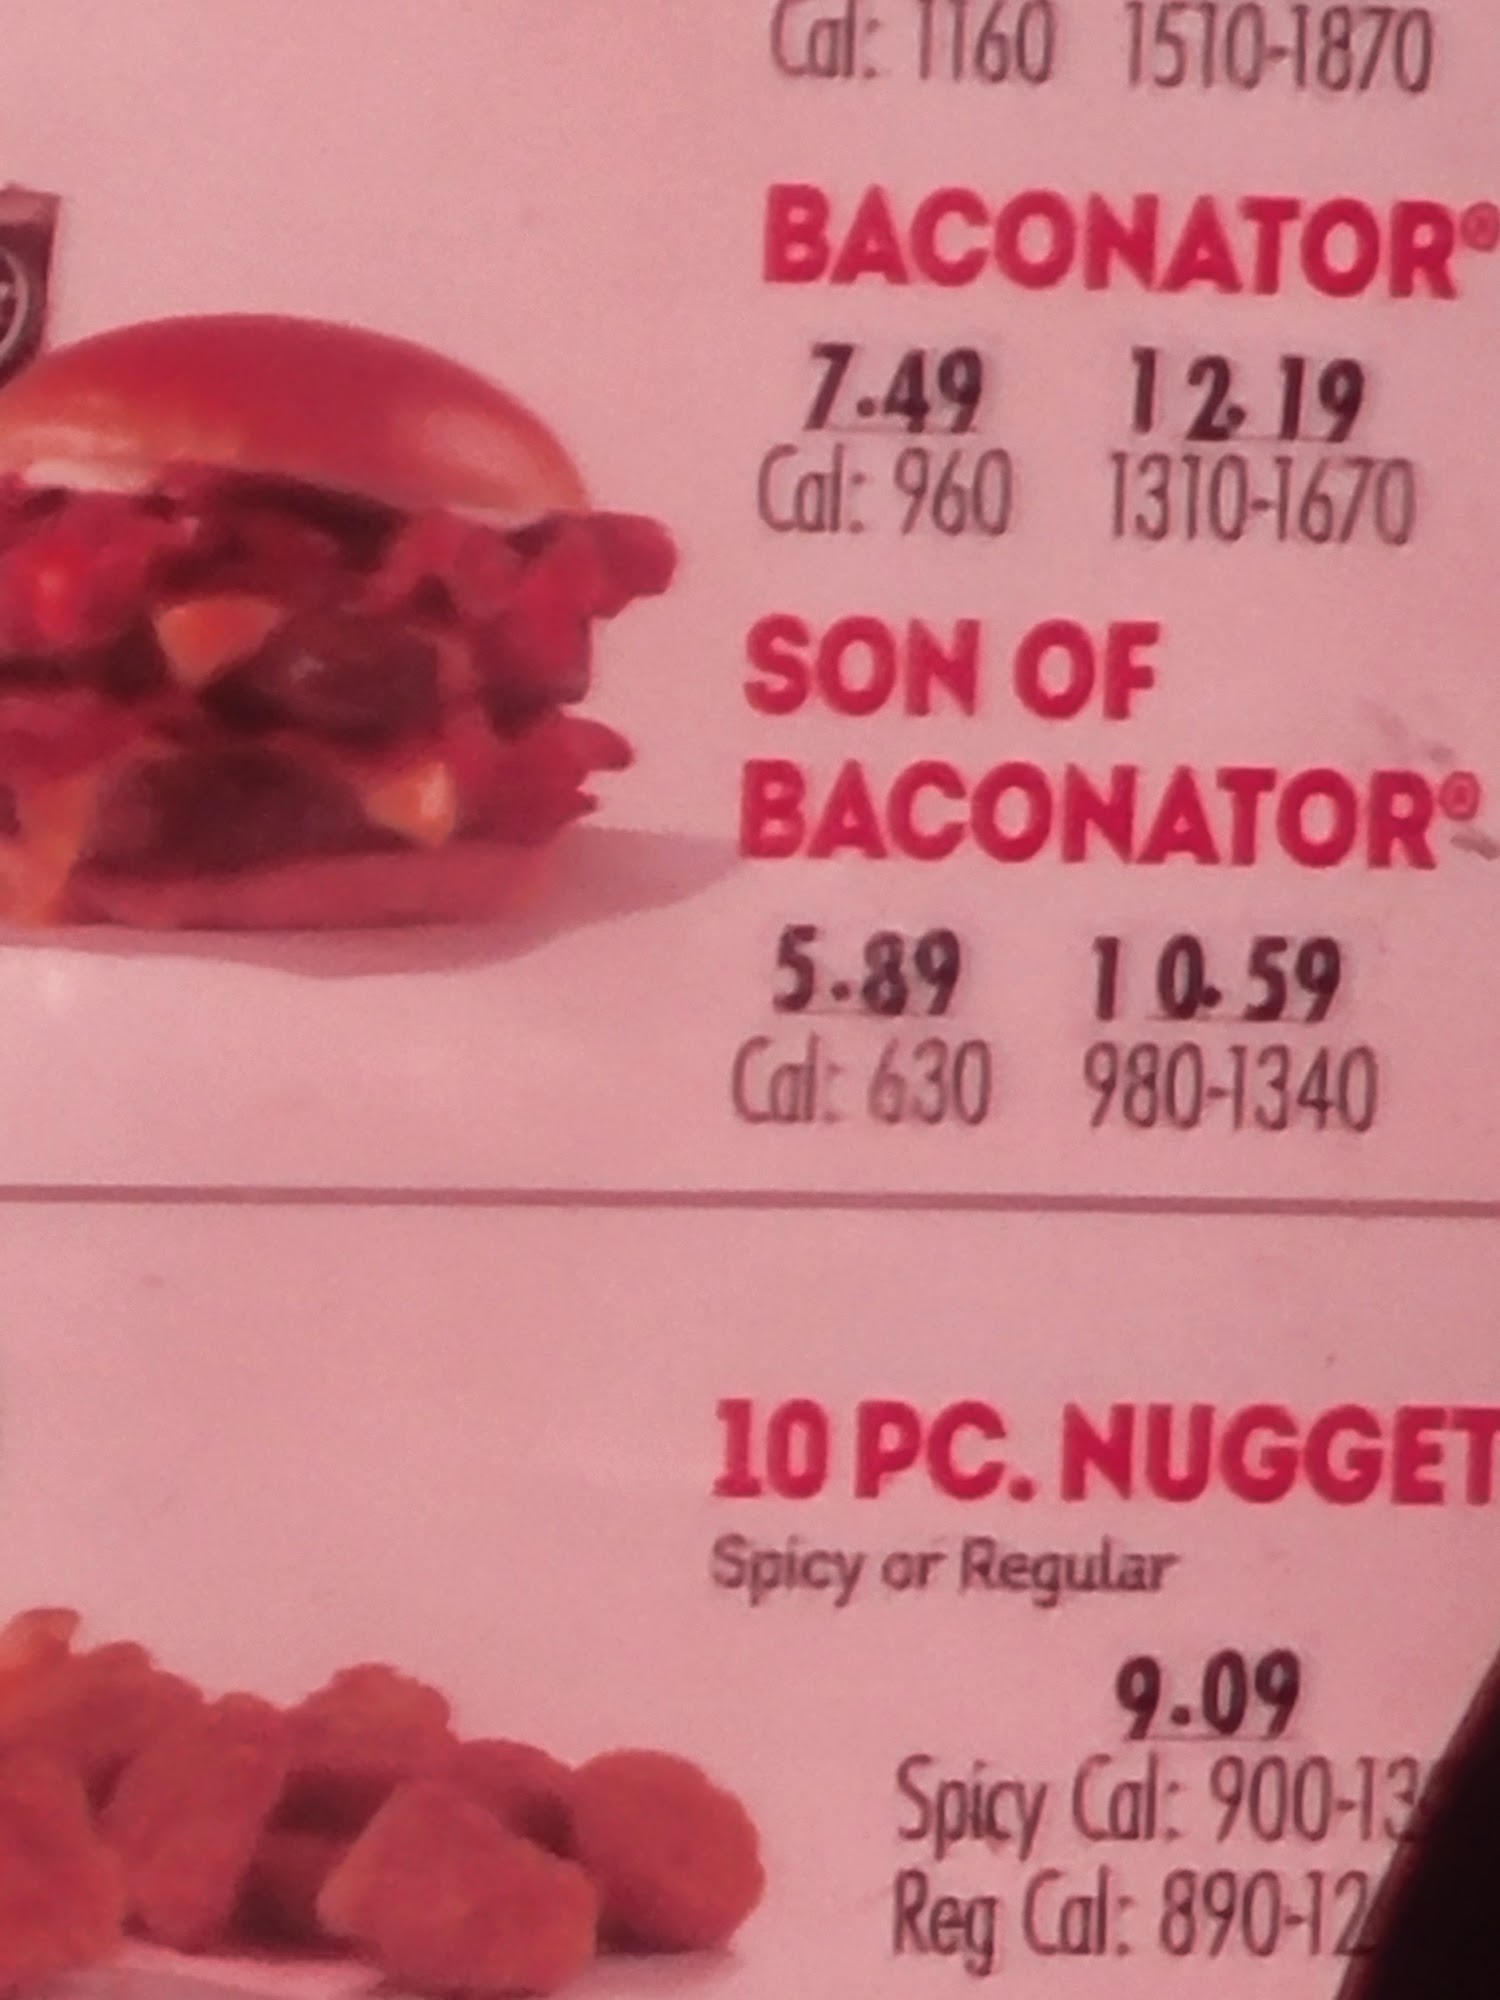 Cal: 1160 1510-1870
BACONATOR®
7.49 12.19
Cal: 960 1310-1670
SON OF
BACONATOR®
5.89 10.59
Cal: 630 980-1340
10 PC. NUGGET
Spicy or Regular
9.09
Spicy Cal: 900-13
Reg Cal: 890-12